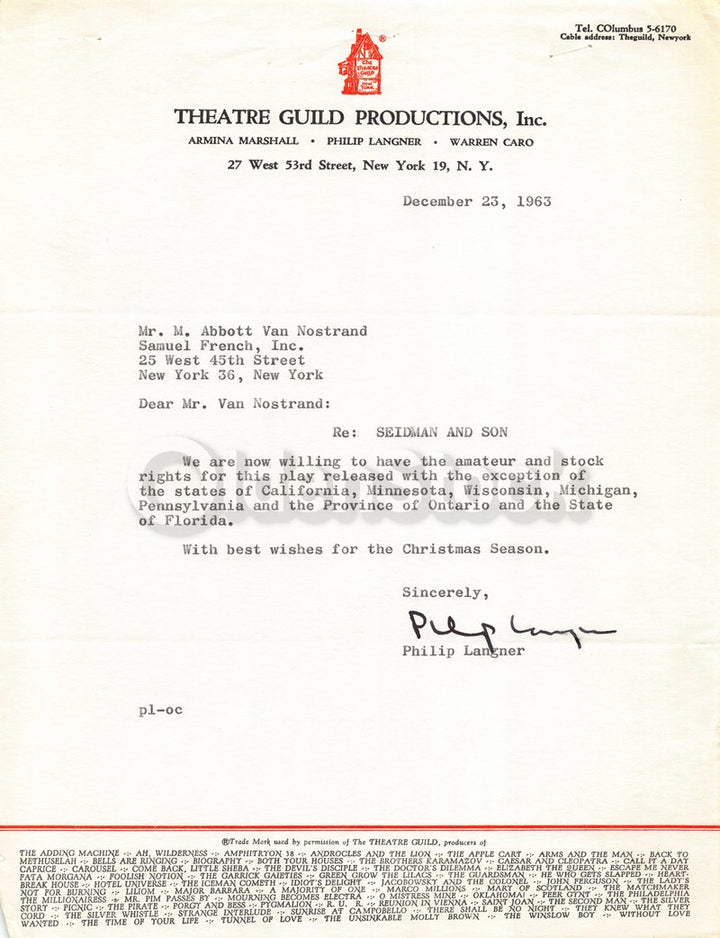 Tel. COlumbus 5-6170
Cable address: Theguild, Newyork
®
The
THEATRE
GUILD
NEW
YORK
THEATRE GUILD PRODUCTIONS, Inc.
ARMINA MARSHALL • PHILIP LANGNER • WARREN CARO
27 West 53rd Street, New York 19, N. Y.
December 23, 1963
Mr. M. Abbott Van Nostrand
Samuel French, Inc.
25 West 45th Street
New York 36, New York
Dear Mr. Van Nostrand:
Re: SEIDMAN AND SON
We are now willing to have the amateur and stock
rights for this play released with the exception of
the states of California, Minnesota, Wisconsin, Michigan,
Pennsylvania and the Province of Ontario and the State
of Florida.
OldanStock
With best wishes for the Christmas Season.
Sincerely,
Philip Langner
Philip Langner
pl-oc
®Trade Mark used by permission of The THEATRE GUILD, producers of
THE ADDING MACHINE -:- AH, WILDERNESS -:- AMPHITRYON 38 -:- ANDROCLES AND THE LION -:- THE APPLE CART -:- ARMS AND THE MAN -:- BACK TO
METHUSELAH -:- BELLS ARE RINGING -:- BIOGRAPHY -:- BOTH YOUR HOUSES -:- THE BROTHERS KARAMAZOV -:- CAESAR AND CLEOPATRA -:- CALL IT A DAY
CAPRICE -:- CAROUSEL -:- COME BACK, LITTLE SHEBA -:- THE DEVIL'S DISCIPLE -:- THE DOCTOR'S DILEMMA -:- ELIZABETH THE QUEEN -:- ESCAPE ME NEVER
FATA MORGANA -:- FOOLISH NOTION -:- THE GARRICK GAIETIES -:- GREEN GROW THE LILACS -:- THE GUARDSMAN -:- HE WHO GETS SLAPPED -:- HEART-
BREAK HOUSE -:- HOTEL UNIVERSE -:- THE ICEMAN COMETH -:- IDIOT'S DELIGHT -:- JACOBOWSKY AND THE COLONEL -:- JOHN FERGUSON -:- THE LADY'S
NOT FOR BURNING -:- LILIOM -:- MAJOR BARBARA -:- A MAJORITY OF ONE -:- MARCO MILLIONS -:- MARY OF SCOTLAND -:- THE MATCHMAKER
THE MILLIONAIRESS -:- MR. PIM PASSES BY -:- MOURNING BECOMES ELECTRA -:- O MISTRESS MINE -:- OKLAHOMA! -:- PEER GYNT -:- THE PHILADELPHIA
STORY -:- PICNIC -:- THE PIRATE -:- PORGY AND BESS -:- PYGMALION -:- R. U. R. -:- REUNION IN VIENNA -:- SAINT JOAN -:- THE SECOND MAN -:- THE SILVER
CORD -:- THE SILVER WHISTLE -:- STRANGE INTERLUDE -:- SUNRISE AT CAMPOBELLO -:- THERE SHALL BE NO NIGHT -:- THEY KNEW WHAT THEY
WANTED -:- THE TIME OF YOUR LIFE -:- TUNNEL OF LOVE -:- THE UNSINKABLE MOLLY BROWN -:- THE WINSLOW BOY -:- WITHOUT LOVE